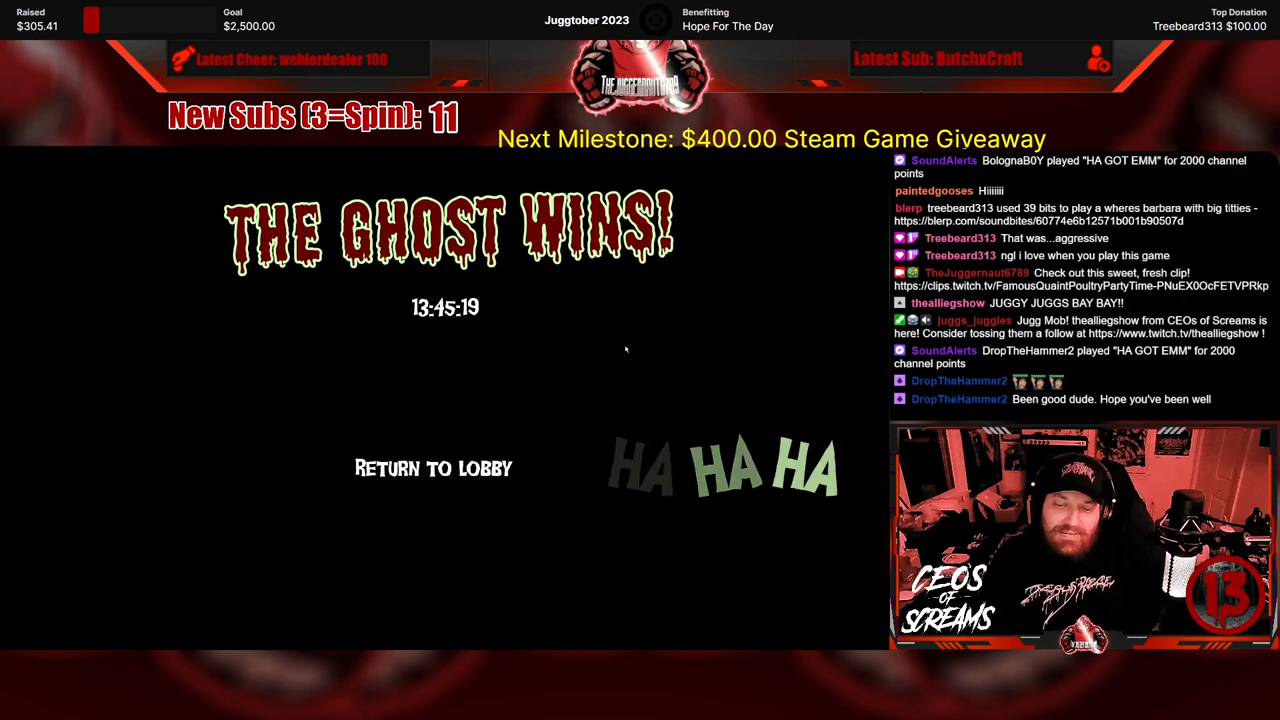 Raised
$305.41
Goal
$2,500.00
Juggtober 2023
Benefitting
Hope For The Day
Top Donation
Treebeard313 $100.00
Latest Cheer: wehlerdealer 100
THEJUGGERNAUT6789
Latest Sub: ButchxCraft
New Subs (3=Spin): 11
Next Milestone: $400.00 Steam Game Giveaway
THE GHOST WINS!
13:45:19
RETURN TO LOBBY
HA HA HA
SoundAlerts BolognaB0Y played "HA GOT EMM" for 2000 channel
points
paintedgooses Hiiiiiii
blerp treebeard313 used 39 bits to play a wheres barbara with big titties -
https://blerp.com/soundbites/60774e6b12571b001b90507d
Treebeard313 That was...aggressive
Treebeard313 ngl i love when you play this game
TheJuggernaut6789 Check out this sweet, fresh clip!
https://clips.twitch.tv/FamousQuaintPoultryPartyTime-PNuEX0OcFETVPRkp
thealliegshow JUGGY JUGGS BAY BAY!!
juggs_juggles Jugg Mob! thealliegshow from CEOs of Screams is
here! Consider tossing them a follow at https://www.twitch.tv/thealliegshow !
SoundAlerts DropTheHammer2 played "HA GOT EMM" for 2000
channel points
DropTheHammer2
DropTheHammer2 Been good dude. Hope you've been well
CEOS
OF
SCREAMS
13